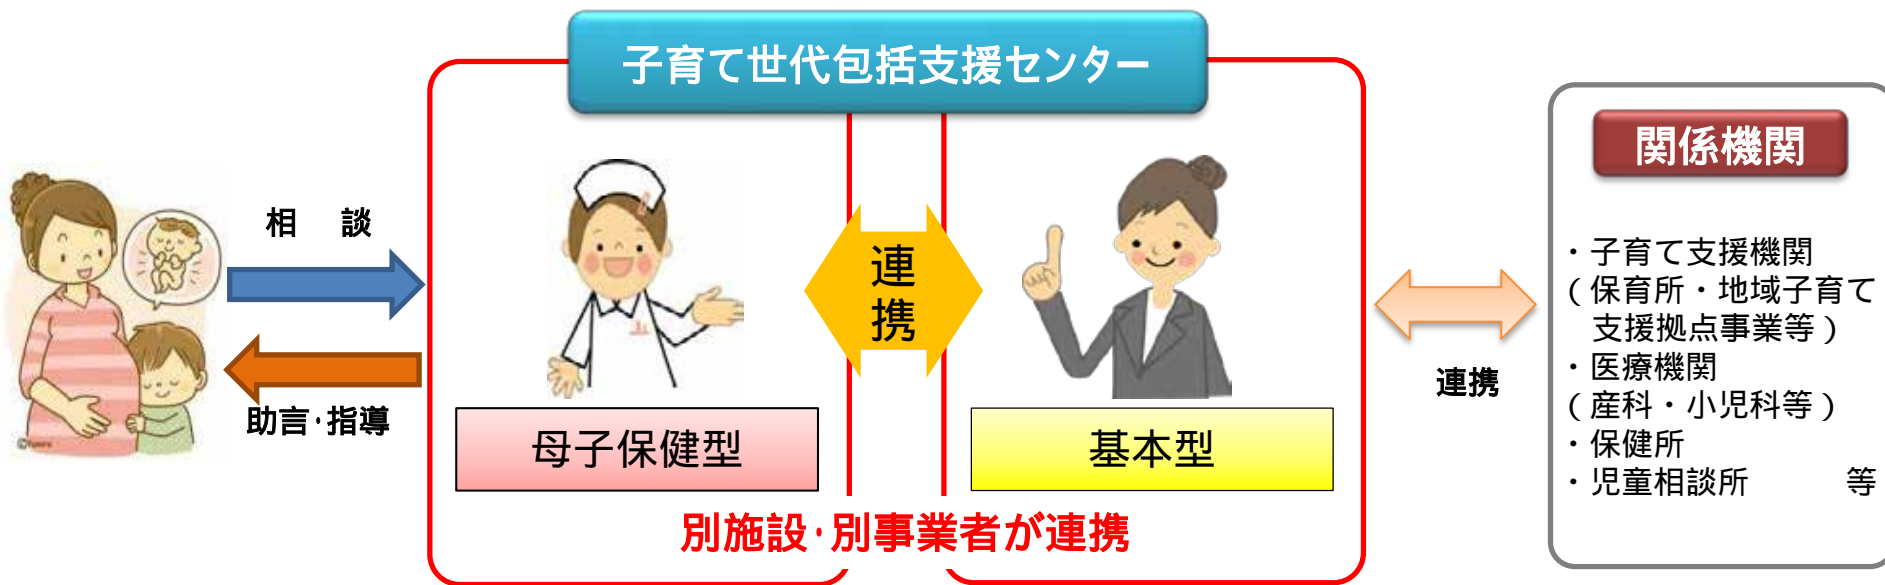 子育て世代包括支援センター
相　談
助言・指導
連
携
母子保健型
基本型
別施設・別事業者が連携
連携
関係機関
・子育て支援機関
（保育所・地域子育て
支援拠点事業等）
・医療機関
（産科・小児科等）
・保健所
・児童相談所　　　等